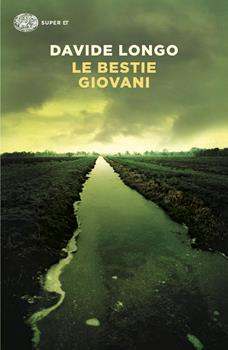 SUPER ET
DAVIDE LONGO
LE BESTIE
GIOVANI